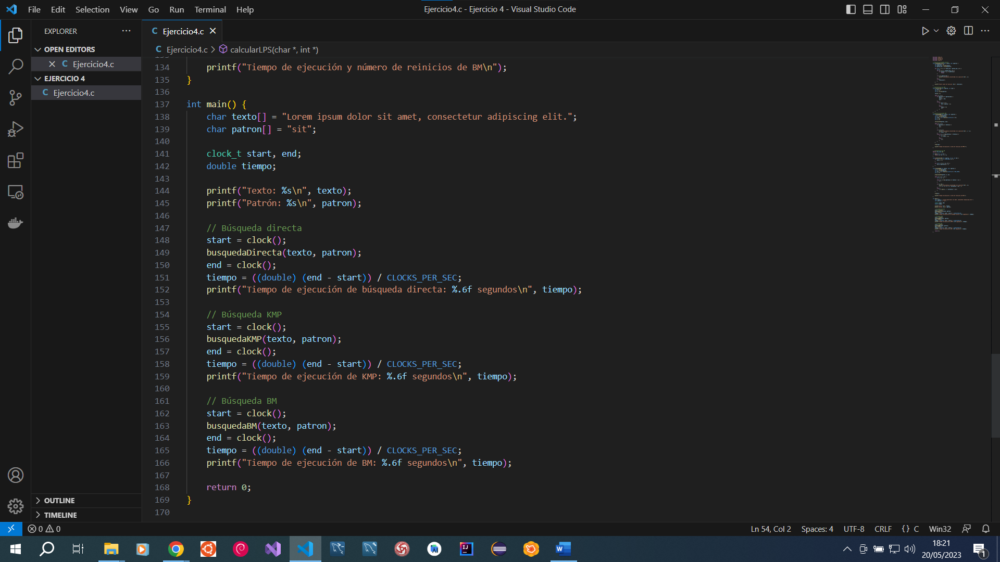 File Edit Selection View Go Run Terminal Help
Ejercicio4.c - Ejercicio 4 - Visual Studio Code
EXPLORER
OPEN EDITORS
C Ejercicio4.c
EJERCICIO 4
C Ejercicio4.c
C Ejercicio4.c
C Ejercicio4.c > calcularLPS(char *, int *)
134 printf("Tiempo de ejecución y número de reinicios de BM\n");
135 }
136
137 int main() {
138 char texto[] = "Lorem ipsum dolor sit amet, consectetur adipiscing elit.";
139 char patron[] = "sit";
140
141 clock_t start, end;
142 double tiempo;
143
144 printf("Texto: %s\n", texto);
145 printf("Patrón: %s\n", patron);
146
147 // Búsqueda directa
148 start = clock();
149 busquedaDirecta(texto, patron);
150 end = clock();
151 tiempo = ((double) (end - start)) / CLOCKS_PER_SEC;
152 printf("Tiempo de ejecución de búsqueda directa: %.6f segundos\n", tiempo);
153
154 // Búsqueda KMP
155 start = clock();
156 busquedaKMP(texto, patron);
157 end = clock();
158 tiempo = ((double) (end - start)) / CLOCKS_PER_SEC;
159 printf("Tiempo de ejecución de KMP: %.6f segundos\n", tiempo);
160
161 // Búsqueda BM
162 start = clock();
163 busquedaBM(texto, patron);
164 end = clock();
165 tiempo = ((double) (end - start)) / CLOCKS_PER_SEC;
166 printf("Tiempo de ejecución de BM: %.6f segundos\n", tiempo);
167
168 return 0;
169 }
170
OUTLINE
TIMELINE
0 0
Ln 54, Col 2 Spaces: 4 UTF-8 CRLF {} C Win32
18:21
20/05/2023
1